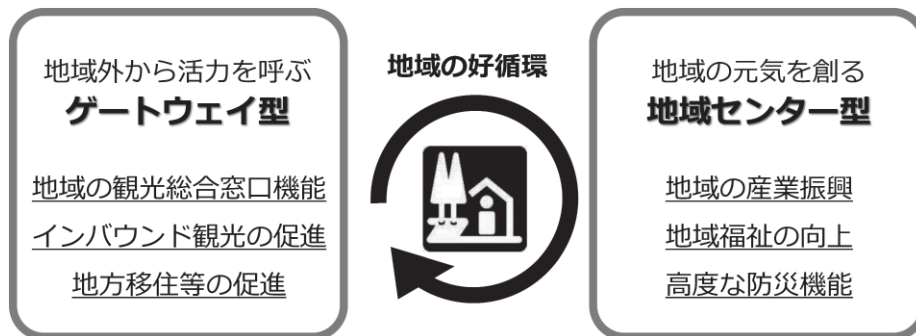 地域外から活力を呼ぶ
ゲートウェイ型
地域の観光総合窓口機能
インバウンド観光の促進
地方移住等の促進
地域の好循環
地域の元気を創る
地域センター型
地域の産業振興
地域福祉の向上
高度な防災機能